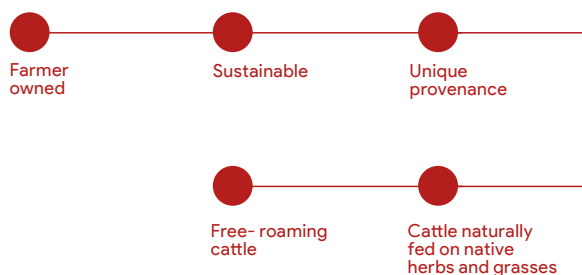 Farmer
owned
Sustainable
Unique
provenance
Free- roaming
cattle
Cattle naturally
fed on native
herbs and grasses